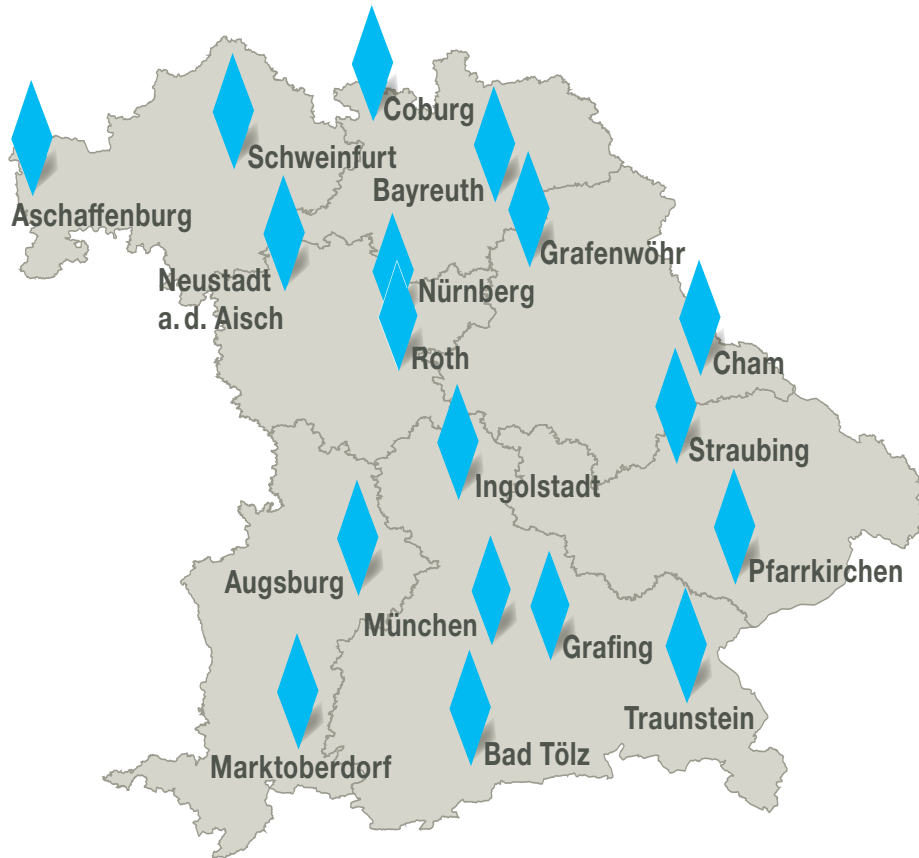 Coburg
Schweinfurt
Bayreuth
Aschaffenburg
Grafenwöhr
Neustadt
a. d. Aisch
Nürnberg
Roth
Cham
Straubing
Ingolstadt
Pfarrkirchen
Augsburg
München
Grafing
Traunstein
Bad Tölz
Marktoberdorf